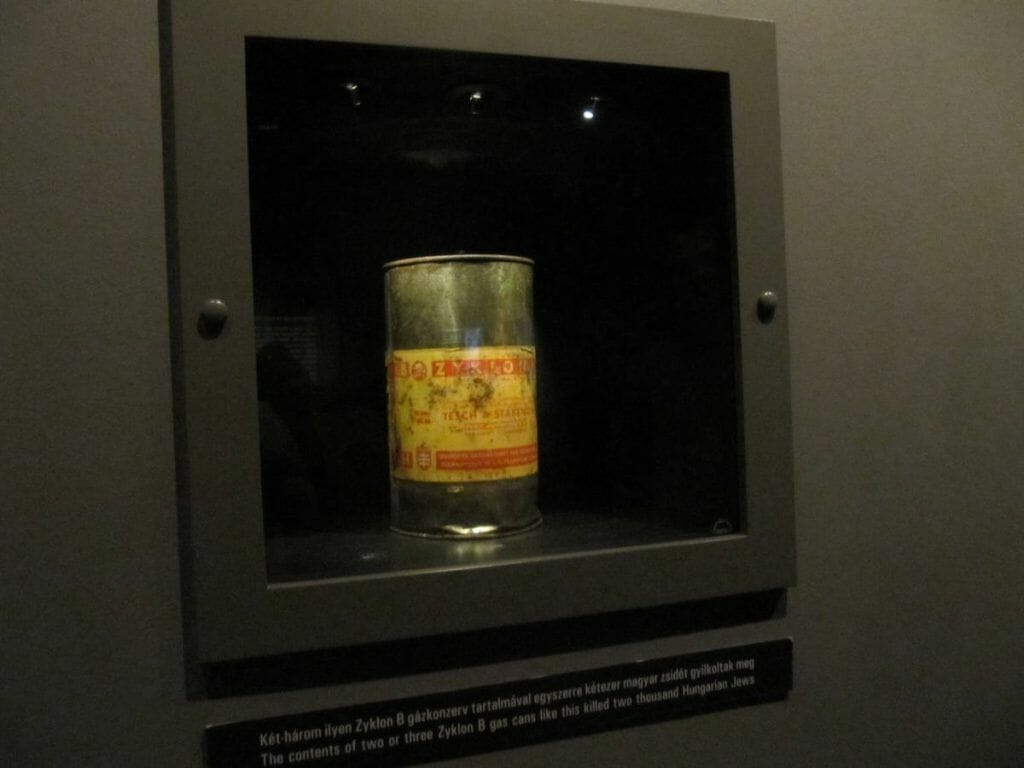 ZYKLO
TESCH & STABENOW
Két-három ilyen Zyklon B gázkonzerv tartalmával egyszerre kétezer magyar zsidót gyilkoltak meg
The contents of two or three Zyklon B gas cans like this killed two thousand Hungarian Jews